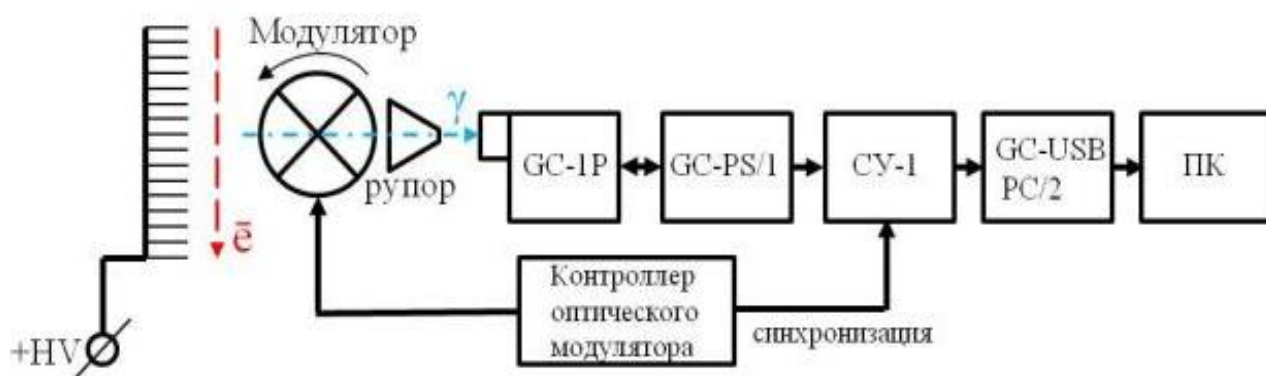 Модулятор
γ
GC-1P
GC-PS/1
СУ-1
GC-USB
PC/2
ПК
рупор
ē
Контроллер
оптического
модулятора
синхронизация
+HV